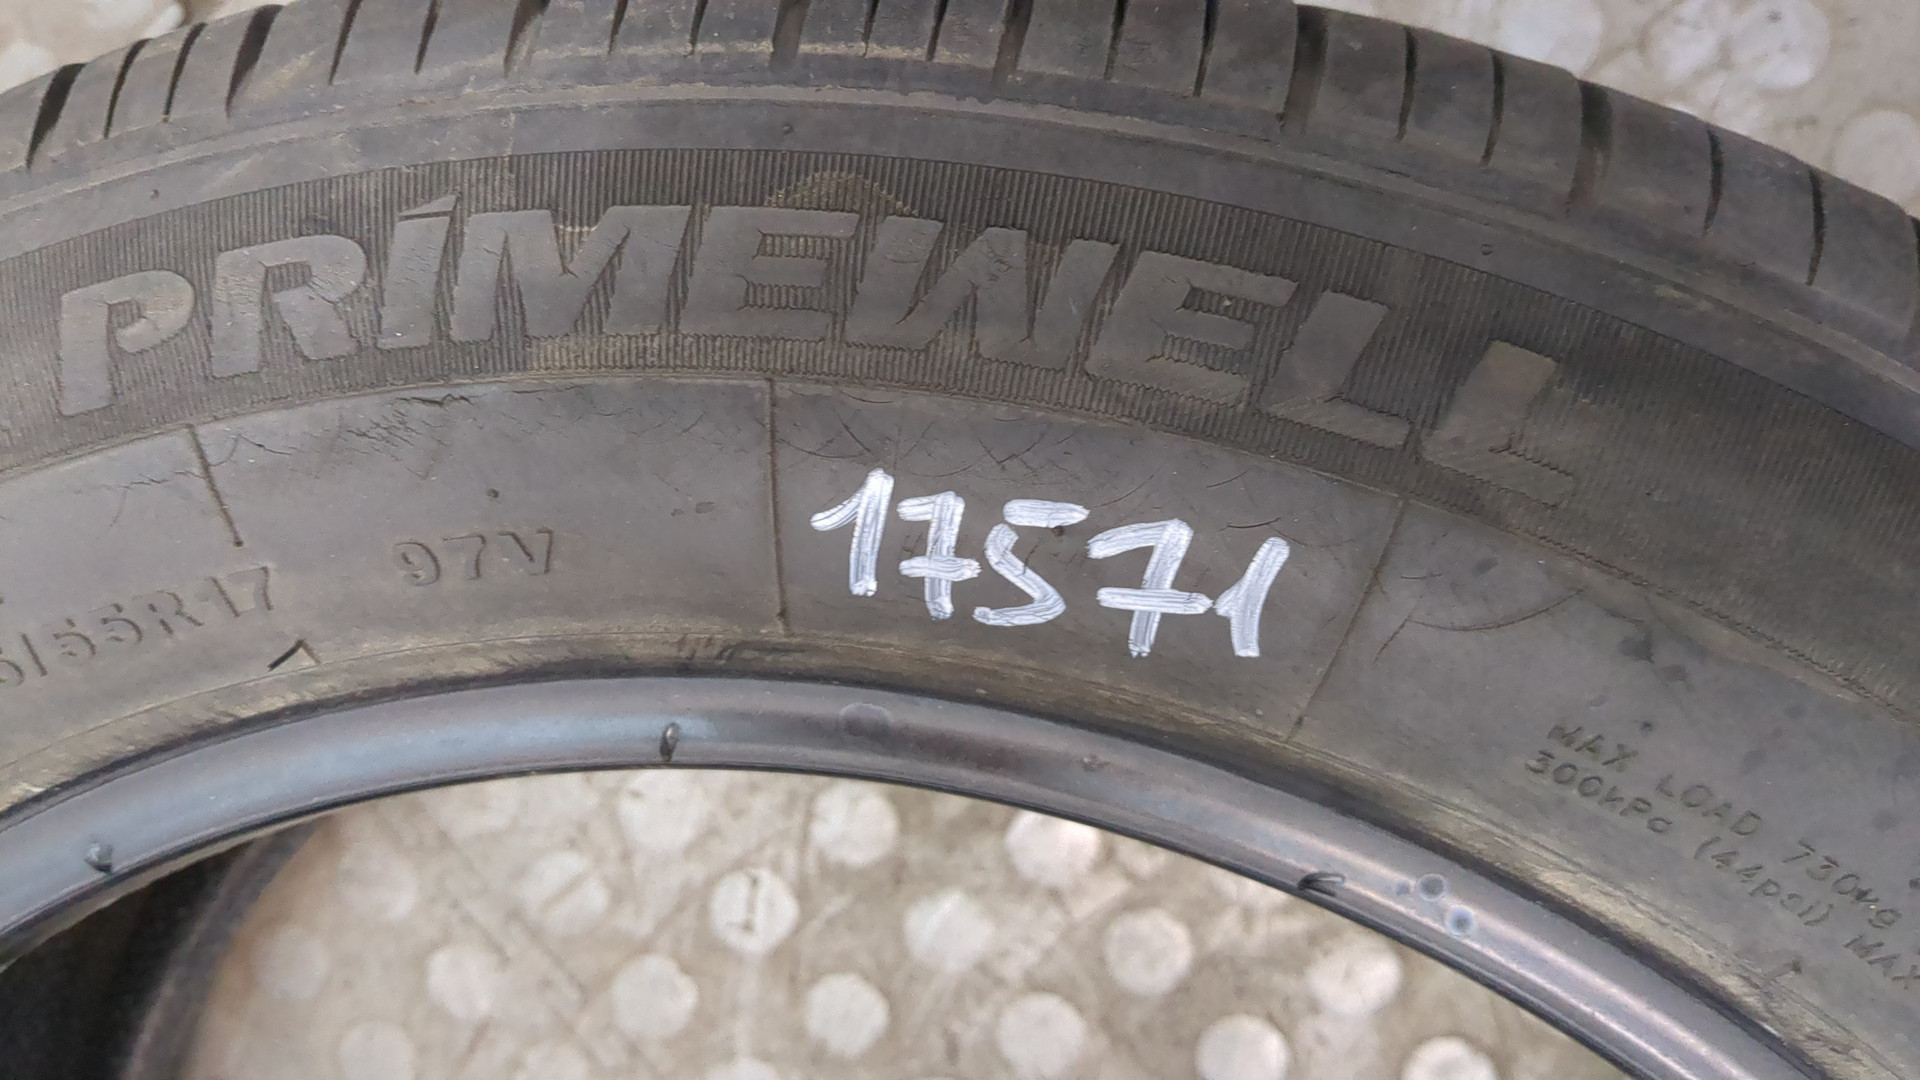 PRIMEWELL
5/55R17 97V
17571
MAX LOAD 730kg
300kPa (44psi) MAX